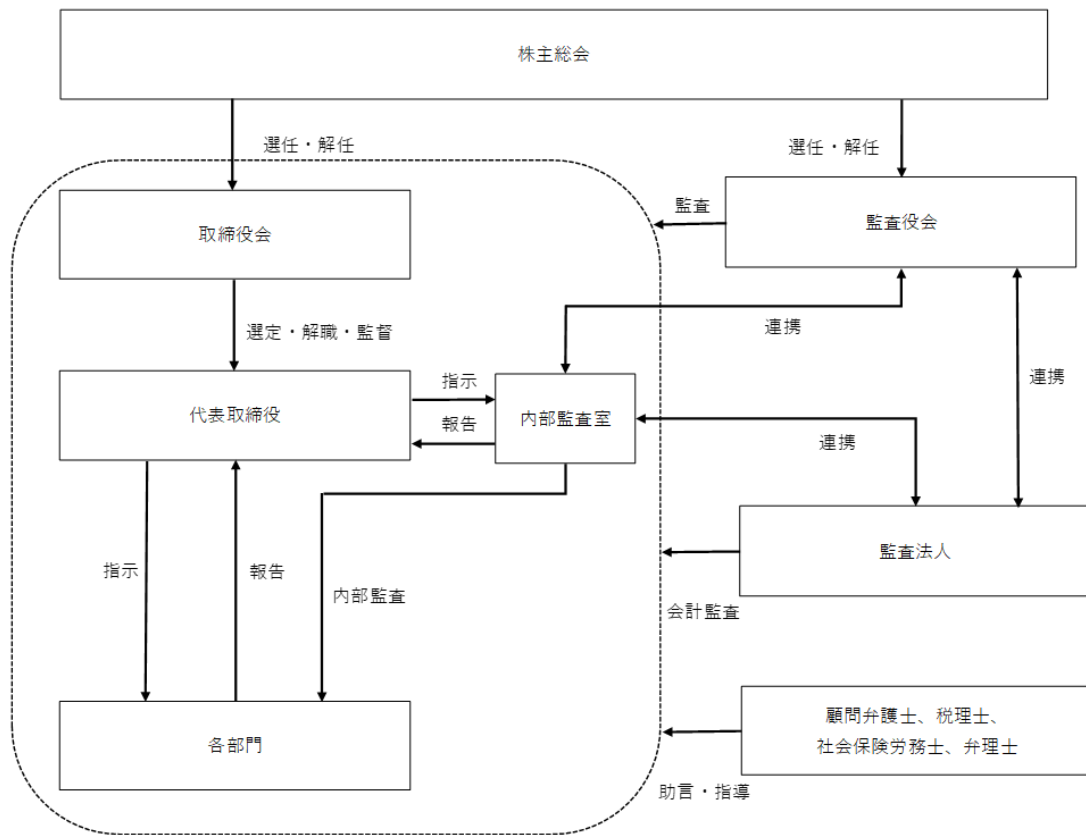 株主総会
選任・解任
選任・解任
監査役会
監査
取締役会
連携
選定・解職・監督
連携
指示
代表取締役
内部監査室
報告
連携
監査法人
指示
報告
内部監査
会計監査
顧問弁護士、税理士、
社会保険労務士、弁理士
各部門
助言・指導